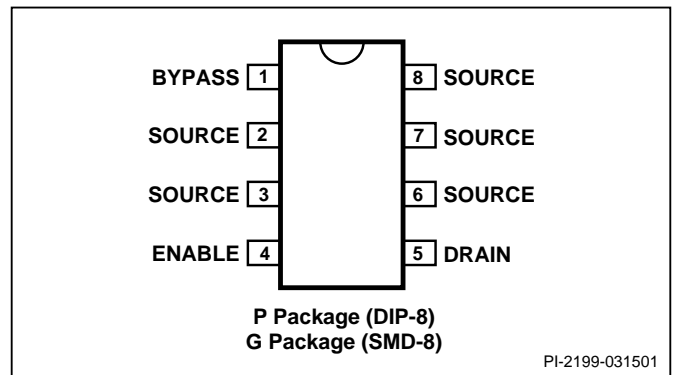 BYPASS 1 8 SOURCE
SOURCE 2 7 SOURCE
SOURCE 3 6 SOURCE
ENABLE 4 5 DRAIN
P Package (DIP-8)
G Package (SMD-8)
PI-2199-031501